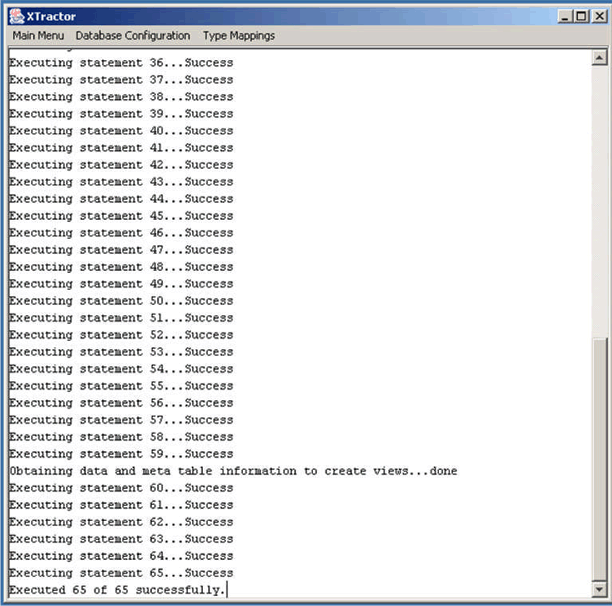 XTractor
Main Menu Database Configuration Type Mappings
Executing statement 36...Success
Executing statement 37...Success
Executing statement 38...Success
Executing statement 39...Success
Executing statement 40...Success
Executing statement 41...Success
Executing statement 42...Success
Executing statement 43...Success
Executing statement 44...Success
Executing statement 45...Success
Executing statement 46...Success
Executing statement 47...Success
Executing statement 48...Success
Executing statement 49...Success
Executing statement 50...Success
Executing statement 51...Success
Executing statement 52...Success
Executing statement 53...Success
Executing statement 54...Success
Executing statement 55...Success
Executing statement 56...Success
Executing statement 57...Success
Executing statement 58...Success
Executing statement 59...Success
Obtaining data and meta table information to create views...done
Executing statement 60...Success
Executing statement 61...Success
Executing statement 62...Success
Executing statement 63...Success
Executing statement 64...Success
Executing statement 65...Success
Executed 65 of 65 successfully.